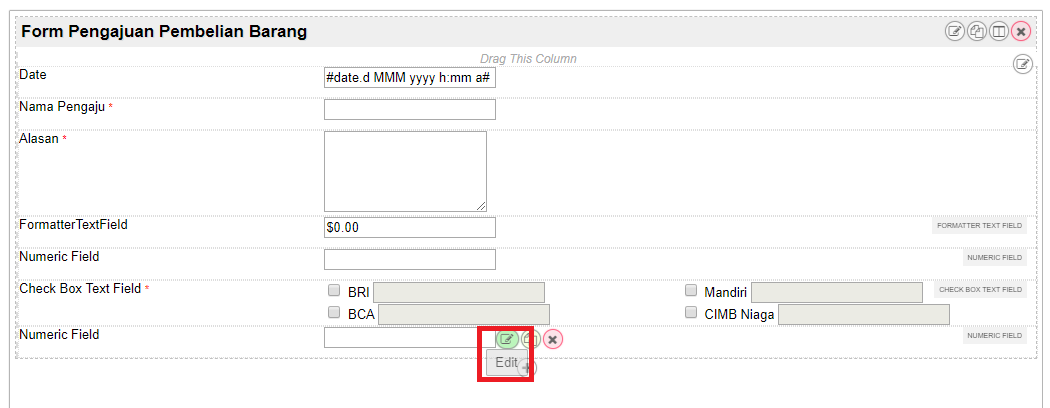 Form Pengajuan Pembelian Barang
Drag This Column
Date #date.d MMM yyyy h:mm a#
Nama Pengaju *
Alasan *
FormatterTextField $0.00 FORMATTER TEXT FIELD
Numeric Field NUMERIC FIELD
Check Box Text Field * BRI Mandiri CHECK BOX TEXT FIELD
BCA CIMB Niaga
Numeric Field NUMERIC FIELD
Edit